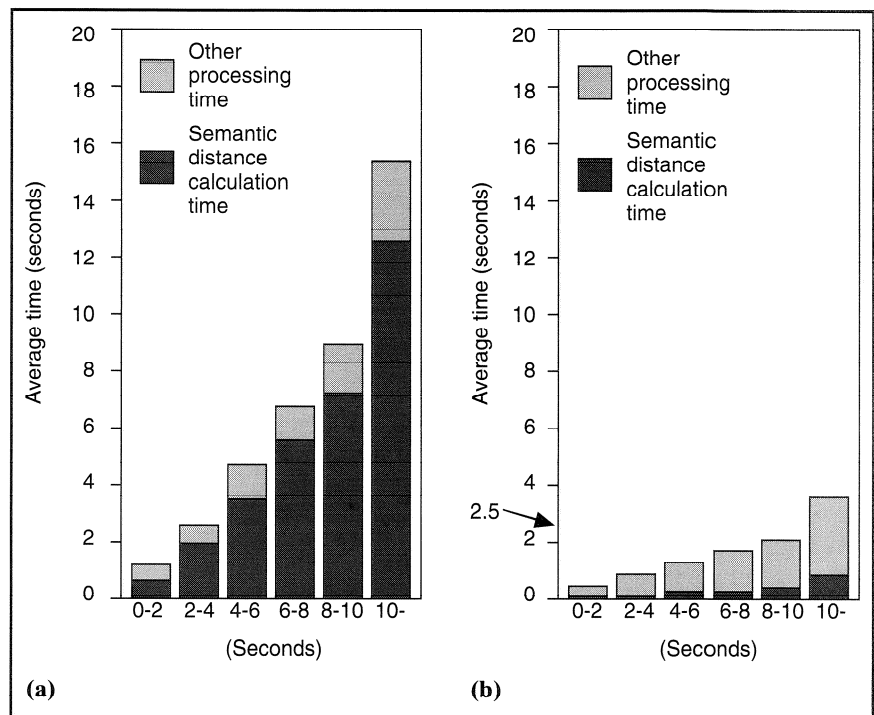 20
18
16
14
12
10
8
6
4
2
0
Average time (seconds)
Other
processing
time
Semantic
distance
calculation
time
0-2 2-4 4-6 6-8 8-10 10-
(Seconds)
(a)
20
18
16
14
12
10
8
6
4
2
0
Average time (seconds)
2.5
Other
processing
time
Semantic
distance
calculation
time
0-2 2-4 4-6 6-8 8-10 10-
(Seconds)
(b)